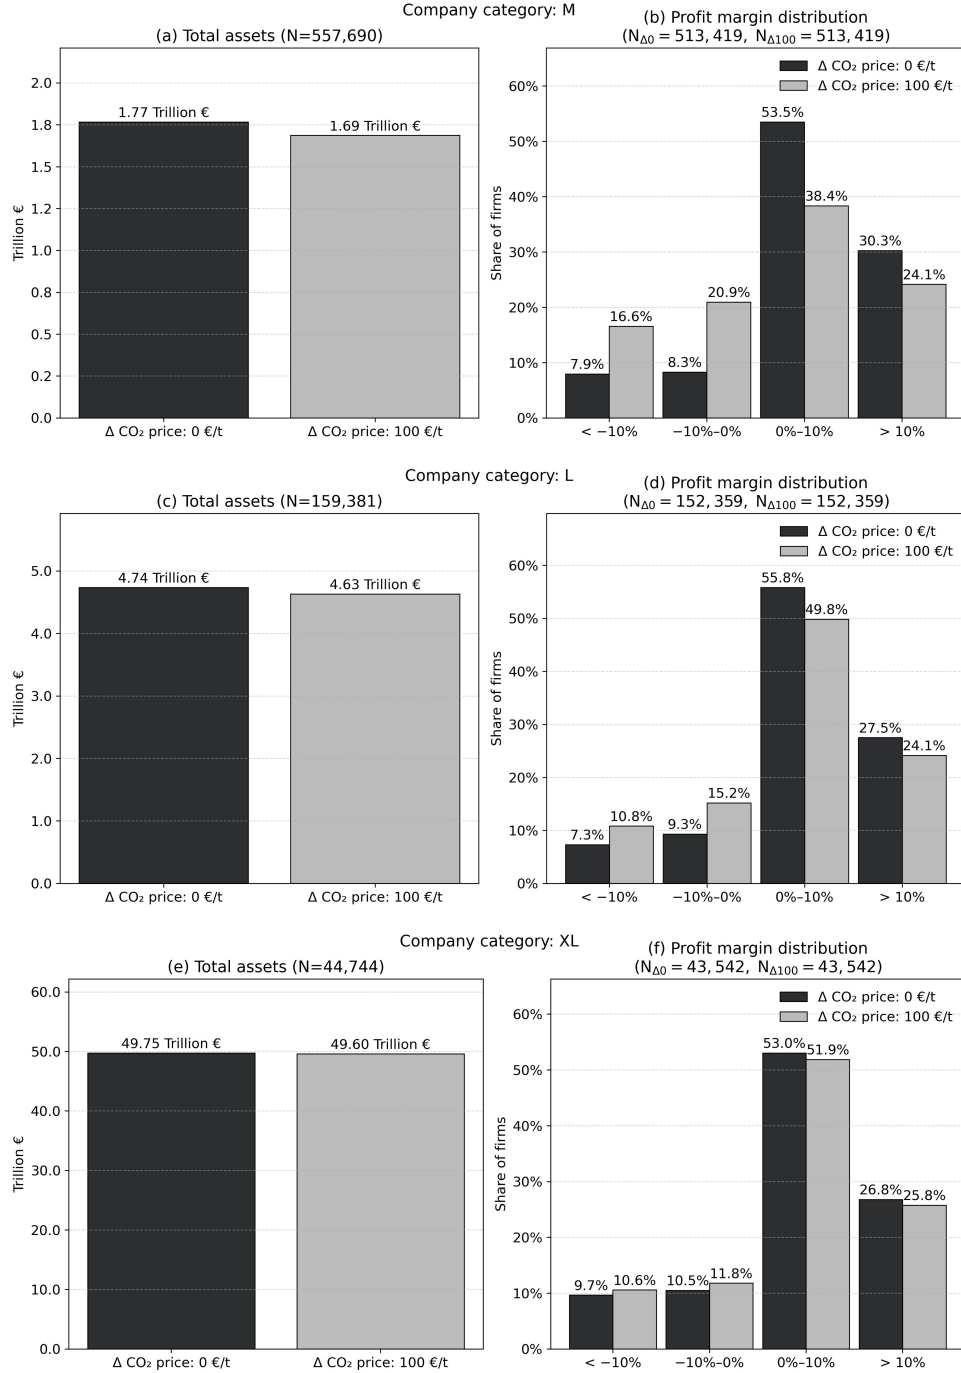 Company category: M
(a) Total assets (N=557,690)
Trillion €
2.0
1.8
1.5
1.2
1.0
0.8
0.5
0.2
0.0
1.77 Trillion €
1.69 Trillion €
Δ CO₂ price: 0 €/t
Δ CO₂ price: 100 €/t
(b) Profit margin distribution
(N_Δ0 = 513, 419, N_Δ100 = 513, 419)
Δ CO₂ price: 0 €/t
Δ CO₂ price: 100 €/t
Share of firms
60%
50%
40%
30%
20%
10%
0%
7.9%
16.6%
8.3%
20.9%
53.5%
38.4%
30.3%
24.1%
< −10%
−10%–0%
0%–10%
> 10%
Company category: L
(c) Total assets (N=159,381)
Trillion €
5.0
4.0
3.0
2.0
1.0
0.0
4.74 Trillion €
4.63 Trillion €
Δ CO₂ price: 0 €/t
Δ CO₂ price: 100 €/t
(d) Profit margin distribution
(N_Δ0 = 152, 359, N_Δ100 = 152, 359)
Δ CO₂ price: 0 €/t
Δ CO₂ price: 100 €/t
Share of firms
60%
50%
40%
30%
20%
10%
0%
7.3%
10.8%
9.3%
15.2%
55.8%
49.8%
27.5%
24.1%
< −10%
−10%–0%
0%–10%
> 10%
Company category: XL
(e) Total assets (N=44,744)
Trillion €
60.0
50.0
40.0
30.0
20.0
10.0
0.0
49.75 Trillion €
49.60 Trillion €
Δ CO₂ price: 0 €/t
Δ CO₂ price: 100 €/t
(f) Profit margin distribution
(N_Δ0 = 43, 542, N_Δ100 = 43, 542)
Δ CO₂ price: 0 €/t
Δ CO₂ price: 100 €/t
Share of firms
60%
50%
40%
30%
20%
10%
0%
9.7%
10.6%
10.5%
11.8%
53.0%
51.9%
26.8%
25.8%
< −10%
−10%–0%
0%–10%
> 10%